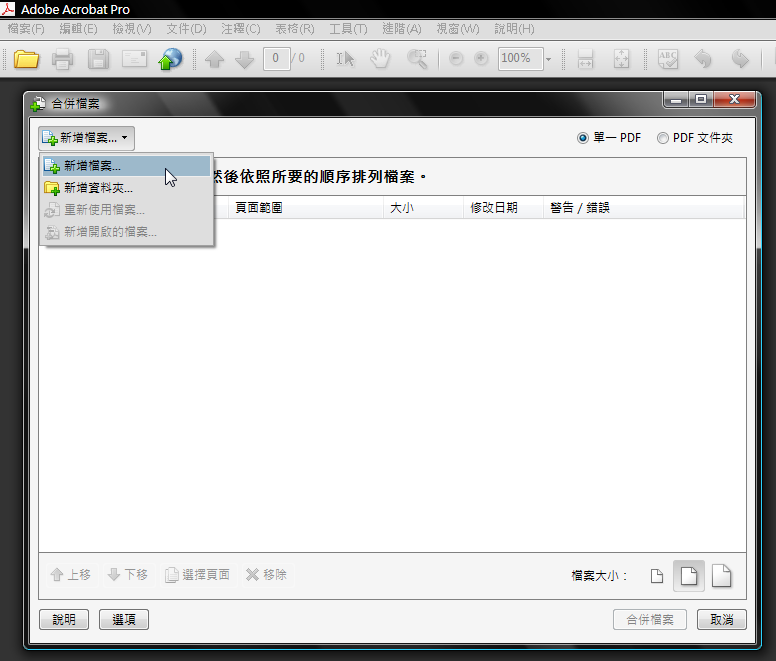 Adobe Acrobat Pro
檔案(F) 編輯(E) 檢視(V) 文件(D) 注釋(C) 表格(R) 工具(T) 進階(A) 視窗(W) 說明(H)
0 / 0 100% ABC
合併檔案
新增檔案... 單一 PDF PDF 文件夾
新增檔案...
然後依照所要的順序排列檔案。
新增資料夾...
重新使用檔案... 頁面範圍 大小 修改日期 警告 / 錯誤
新增開啟的檔案...
上移 下移 選擇頁面 移除 檔案大小：
說明 選項 合併檔案 取消